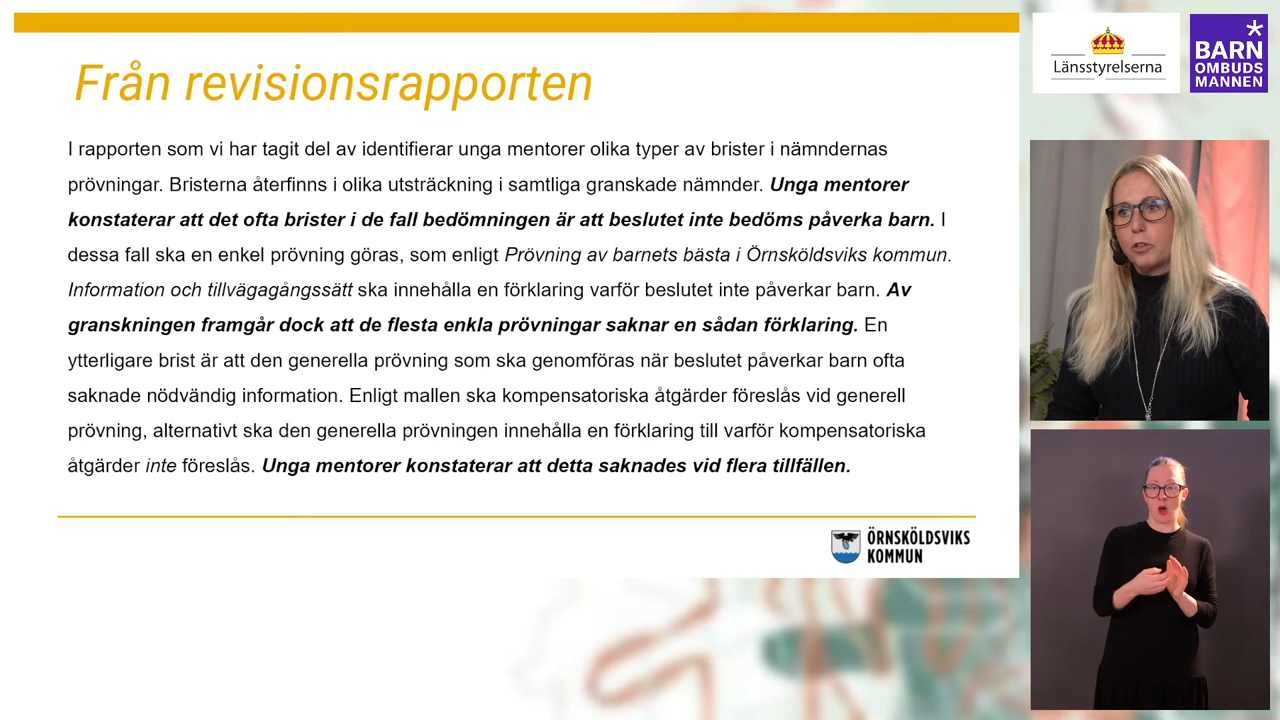 Från revisionsrapporten
I rapporten som vi har tagit del av identifierar unga mentorer olika typer av brister i nämndernas
prövningar. Bristerna återfinns i olika utsträckning i samtliga granskade nämnder. Unga mentorer
konstaterar att det ofta brister i de fall bedömningen är att beslutet inte bedöms påverka barn. I
dessa fall ska en enkel prövning göras, som enligt Prövning av barnets bästa i Örnsköldsviks kommun.
Information och tillvägagångssätt ska innehålla en förklaring varför beslutet inte påverkar barn. Av
granskningen framgår dock att de flesta enkla prövningar saknar en sådan förklaring. En
ytterligare brist är att den generella prövning som ska genomföras när beslutet påverkar barn ofta
saknade nödvändig information. Enligt mallen ska kompensatoriska åtgärder föreslås vid generell
prövning, alternativt ska den generella prövningen innehålla en förklaring till varför kompensatoriska
åtgärder inte föreslås. Unga mentorer konstaterar att detta saknades vid flera tillfällen.
ÖRNSKÖLDSVIKS
KOMMUN
Länsstyrelserna
BARN
OMBUDS
MANNEN